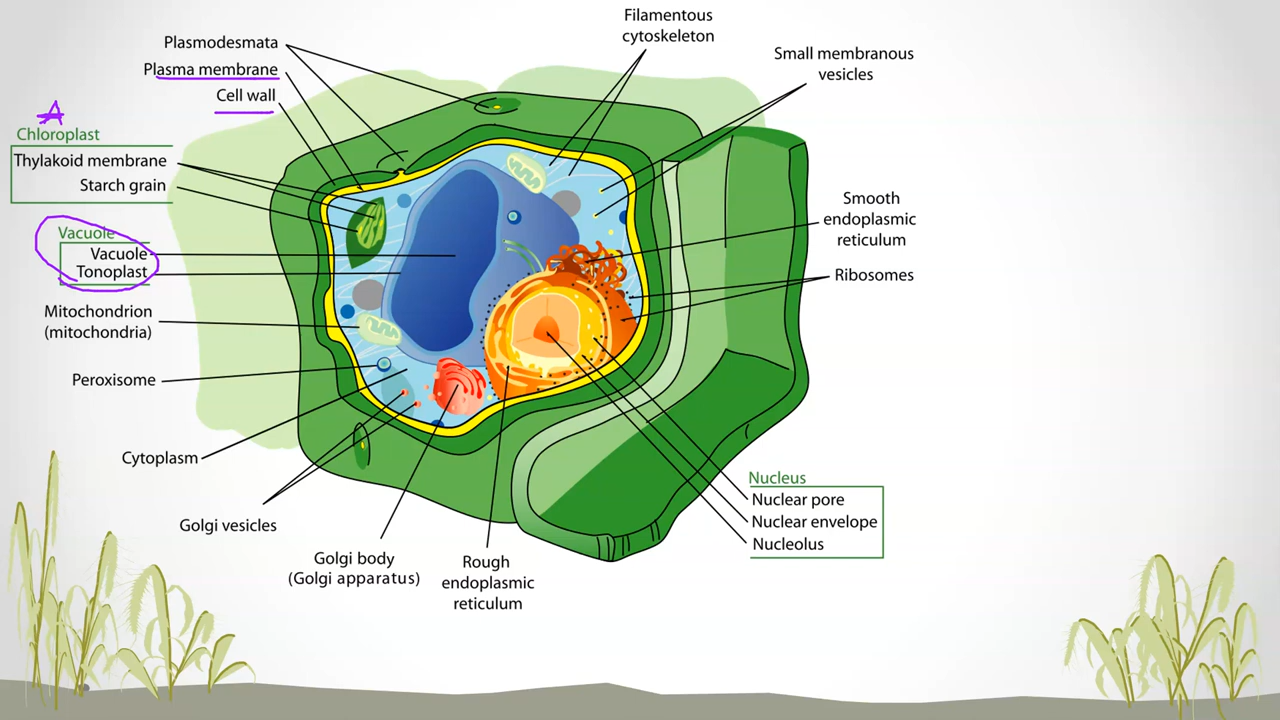 Filamentous
cytoskeleton
Plasmodesmata
Plasma membrane
Cell wall
Small membranous
vesicles
Chloroplast
Thylakoid membrane
Starch grain
Vacuole
Vacuole
Tonoplast
Mitochondrion
(mitochondria)
Peroxisome
Cytoplasm
Golgi vesicles
Golgi body
(Golgi apparatus)
Rough
endoplasmic
reticulum
Smooth
endoplasmic
reticulum
Ribosomes
Nucleus
Nuclear pore
Nuclear envelope
Nucleolus